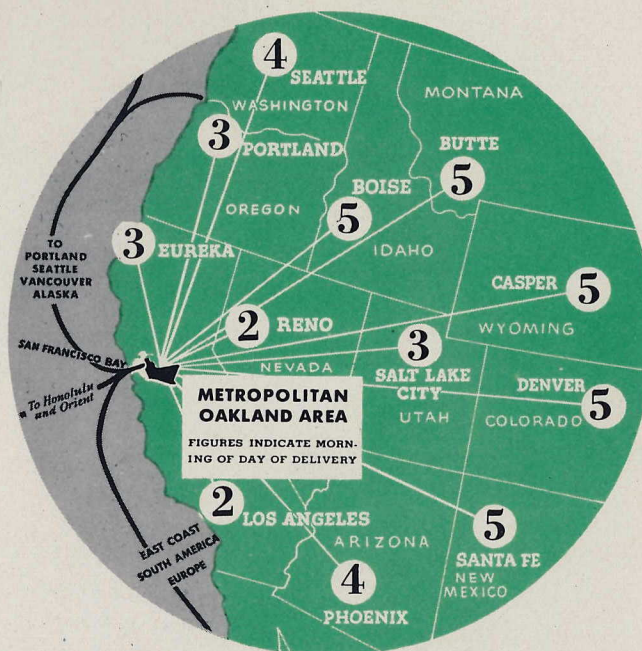 4
SEATTLE
WASHINGTON
MONTANA
3
PORTLAND
BUTTE
5
BOISE
5
OREGON
IDAHO
3
EUREKA
TO
PORTLAND
SEATTLE
VANCOUVER
ALASKA
CASPER
5
WYOMING
2
RENO
3
SAN FRANCISCO BAY
NEVADA
SALT LAKE
CITY
UTAH
DENVER
5
COLORADO
To Honolulu
and Orient
METROPOLITAN
OAKLAND AREA
FIGURES INDICATE MORN-
ING OF DAY OF DELIVERY
2
LOS ANGELES
5
SANTA FE
NEW
MEXICO
ARIZONA
EAST COAST
SOUTH AMERICA
EUROPE
4
PHOENIX